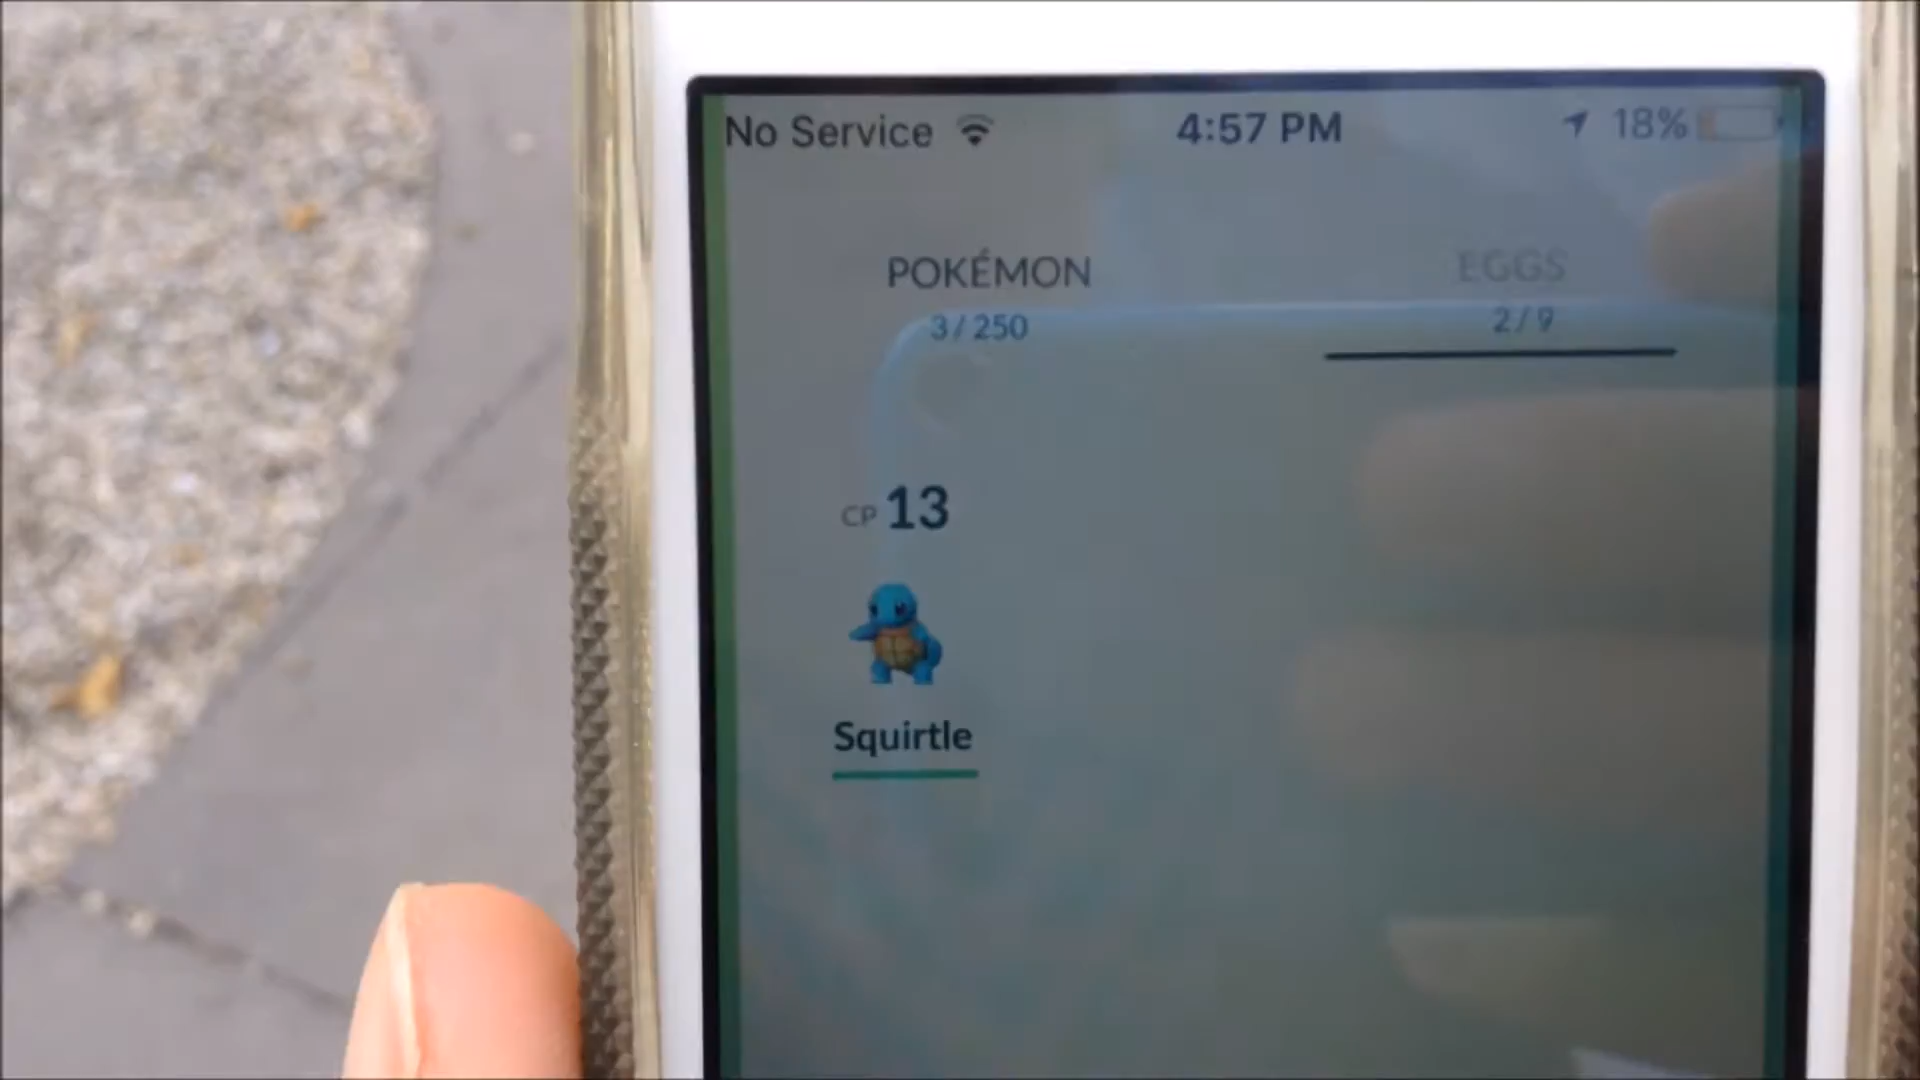 No Service 4:57 PM 18%
POKÉMON EGGS
3/250 2/9
CP 13
Squirtle